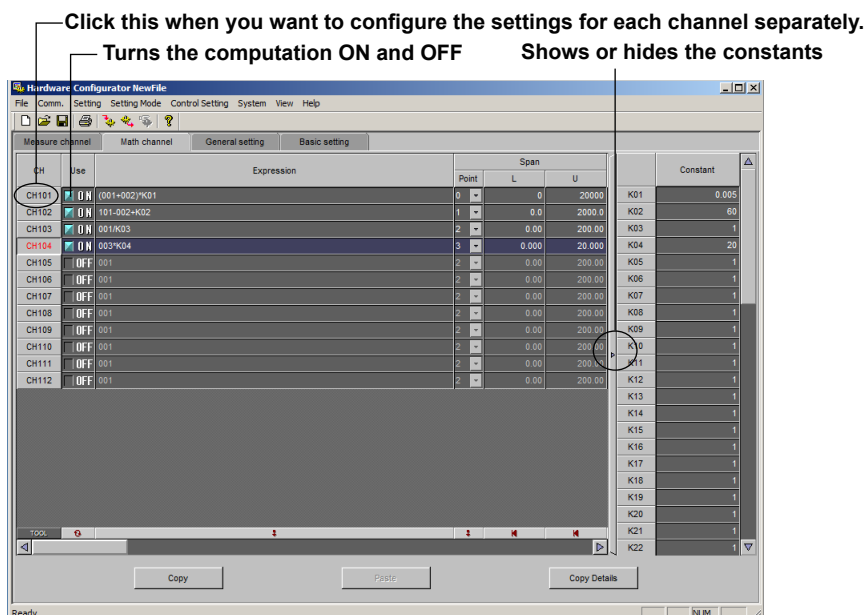 Click this when you want to configure the settings for each channel separately.
Turns the computation ON and OFF    Shows or hides the constants
Hardware Configurator NewFile
File Comm. Setting Setting Mode Control Setting System View Help
Measure channel    Math channel    General setting    Basic setting
CH    Use    Expression    Span    Constant
Point    L    U
CH101    ON    (001+002)*K01    0    0    20000    K01    0.005
CH102    ON    101-002+K02    1    0.0    2000.0    K02    60
CH103    ON    001/K03    2    0.00    200.00    K03    1
CH104    ON    003*K04    3    0.000    20.000    K04    20
CH105    OFF    001    2    0.00    200.00    K05    1
CH106    OFF    001    2    0.00    200.00    K06    1
CH107    OFF    001    2    0.00    200.00    K07    1
CH108    OFF    001    2    0.00    200.00    K08    1
CH109    OFF    001    2    0.00    200.00    K09    1
CH110    OFF    001    2    0.00    200.00    K10    1
CH111    OFF    001    2    0.00    200.00    K11    1
CH112    OFF    001    2    0.00    200.00    K12    1
K13    1
K14    1
K15    1
K16    1
K17    1
K18    1
K19    1
K20    1
TOOL    K21    1
K22    1
Copy    Paste    Copy Details
Ready    NUM